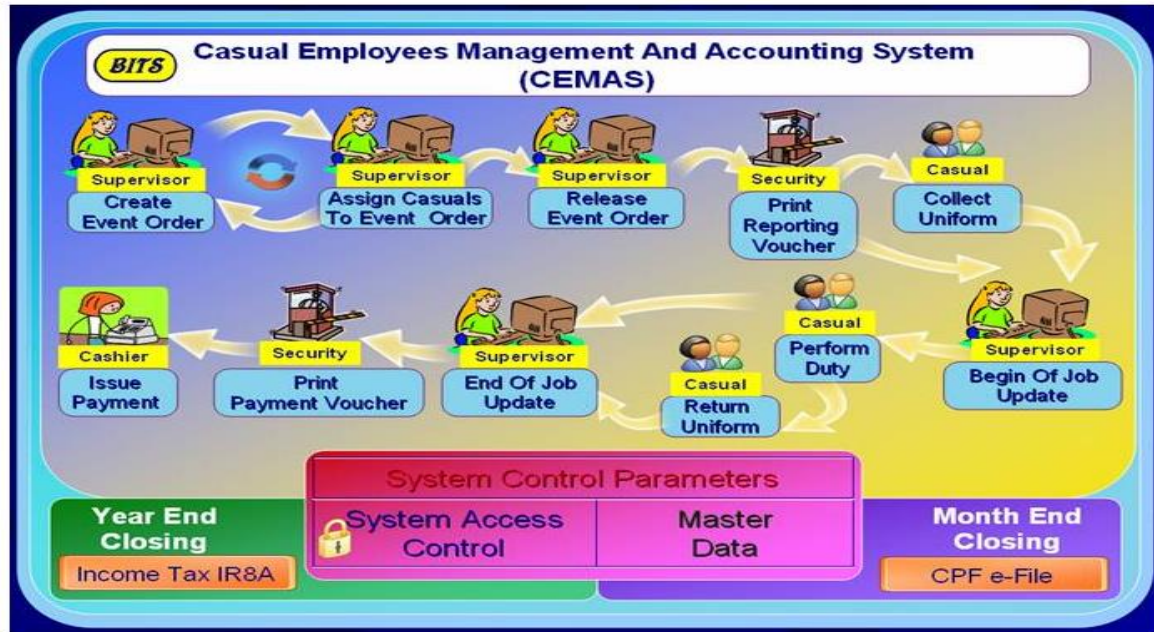 BITS
Casual Employees Management And Accounting System
(CEMAS)
Supervisor
Create
Event Order
Supervisor
Assign Casuals
To Event Order
Supervisor
Release
Event Order
Security
Print
Reporting
Voucher
Casual
Collect
Uniform
Supervisor
Begin Of Job
Update
Casual
Perform
Duty
Casual
Return
Uniform
Supervisor
End Of Job
Update
Security
Print
Payment Voucher
Cashier
Issue
Payment
System Control Parameters
System Access
Control
Master
Data
Year End
Closing
Income Tax IR8A
Month End
Closing
CPF e-File